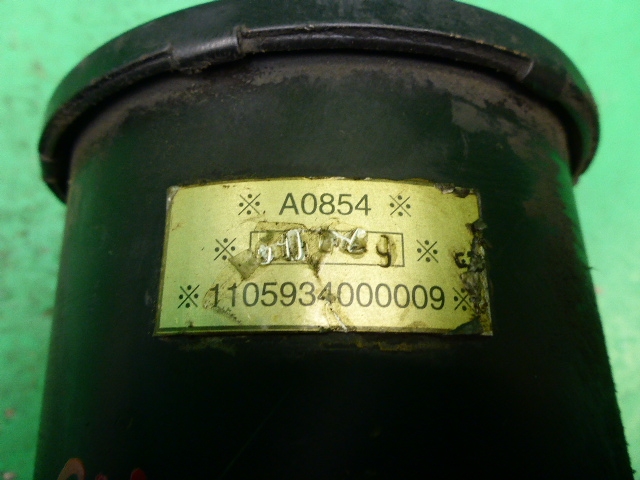 ※ A0854 ※
※ ※
※1105934000009※